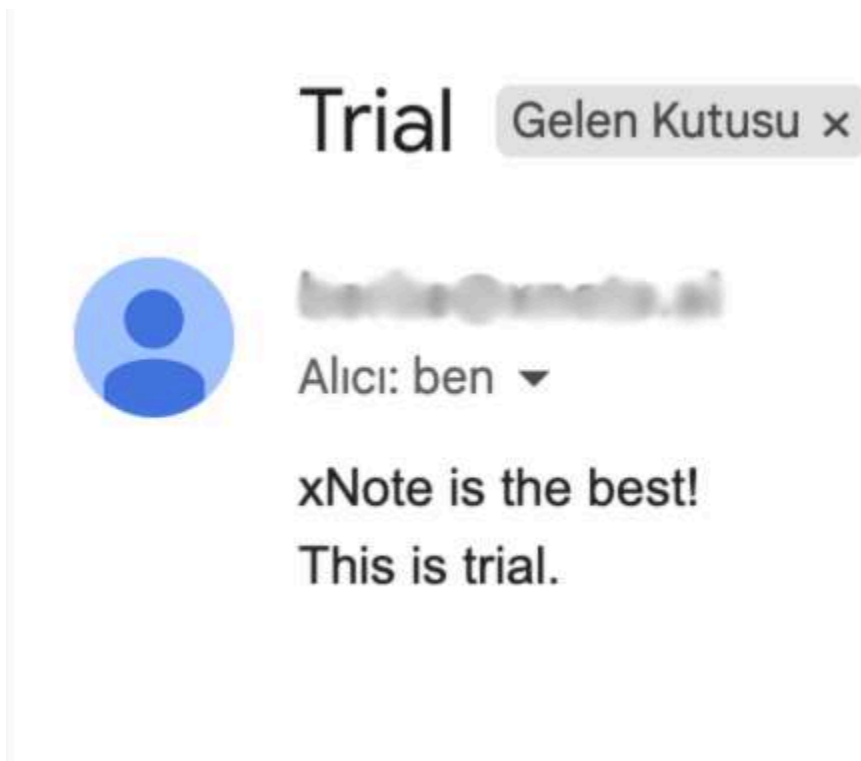 Trial Gelen Kutusu ×
Alıcı: ben
xNote is the best!
This is trial.